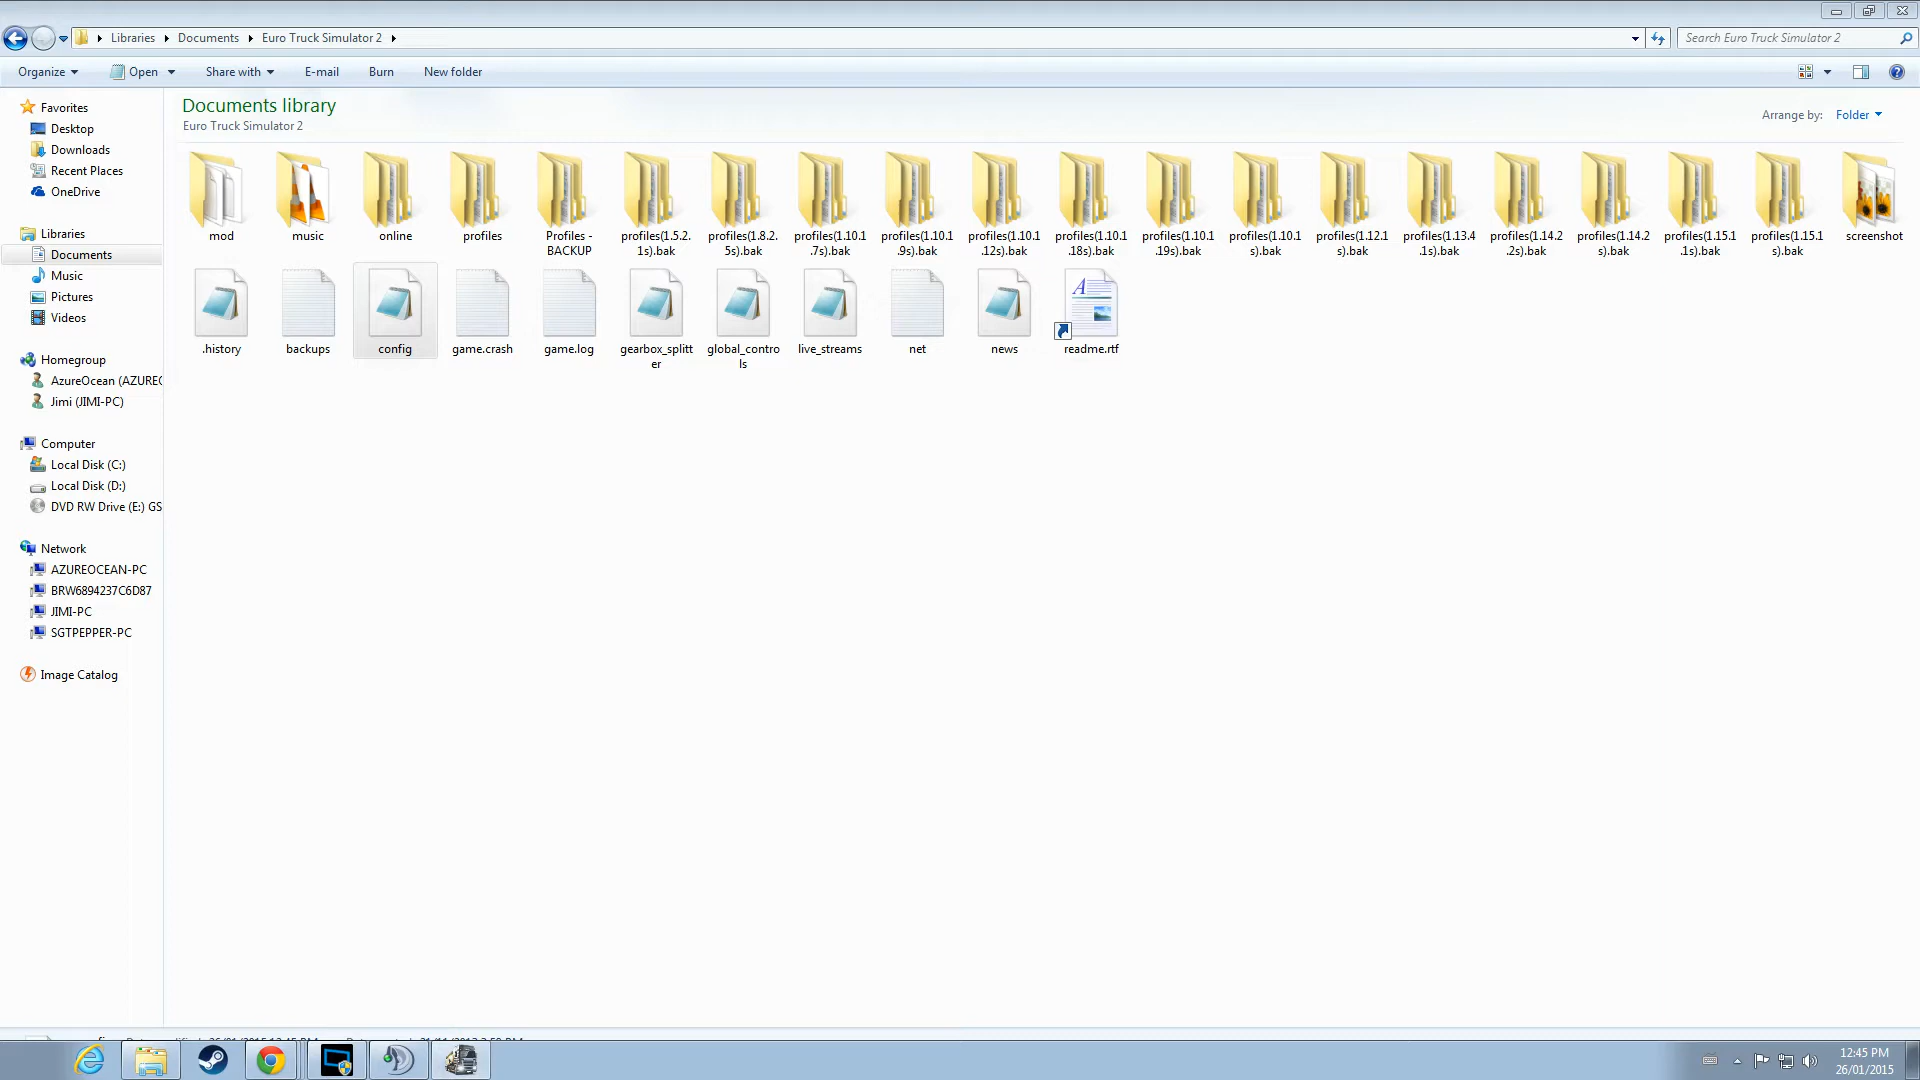 Libraries Documents Euro Truck Simulator 2
Search Euro Truck Simulator 2
Organize Open Share with E-mail Burn New folder
Favorites
Desktop
Downloads
Recent Places
OneDrive
Libraries
Documents
Music
Pictures
Videos
Homegroup
AzureOcean (AZUREO
Jimi (JIMI-PC)
Computer
Local Disk (C:)
Local Disk (D:)
DVD RW Drive (E:) GS
Network
AZUREOCEAN-PC
BRW6894237C6D87
JIMI-PC
SGTPEPPER-PC
Image Catalog
Documents library
Euro Truck Simulator 2
Arrange by: Folder
mod
music
online
profiles
Profiles -
BACKUP
profiles(1.5.2.
1s).bak
profiles(1.8.2.
5s).bak
profiles(1.10.1
.7s).bak
profiles(1.10.1
.9s).bak
profiles(1.10.1
.12s).bak
profiles(1.10.1
.18s).bak
profiles(1.10.1
.19s).bak
profiles(1.10.1
s).bak
profiles(1.12.1
s).bak
profiles(1.13.4
.1s).bak
profiles(1.14.2
.2s).bak
profiles(1.14.2
s).bak
profiles(1.15.1
.1s).bak
profiles(1.15.1
s).bak
screenshot
.history
backups
config
game.crash
game.log
gearbox_splitt
er
global_contro
ls
live_streams
net
news
readme.rtf
12:45 PM
26/01/2015